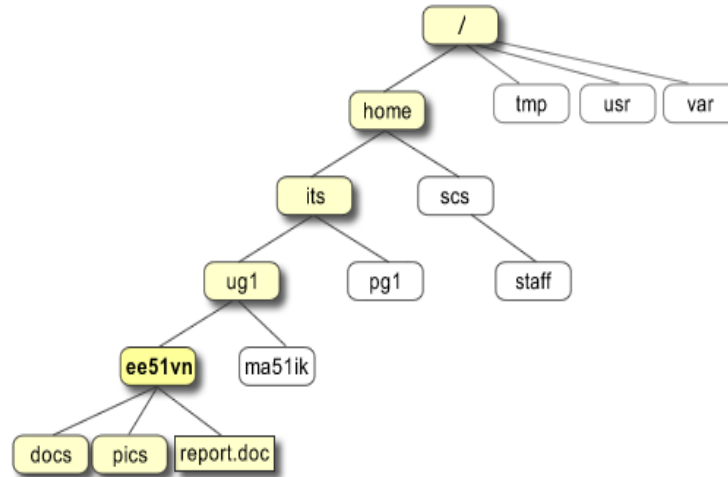 /
home
tmp
usr
var
its
scs
ug1
pg1
staff
ee51vn
ma51ik
docs
pics
report.doc